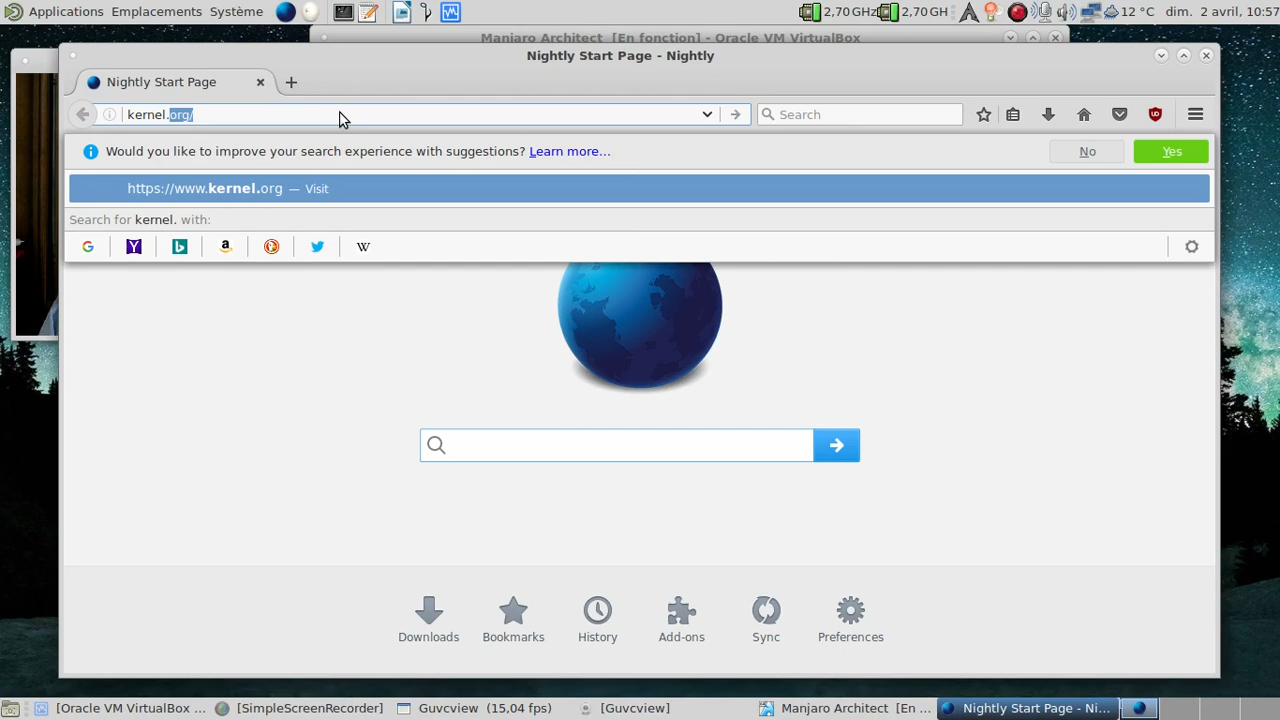 Applications Emplacements Système 2,70 GHz 2,70 GH 12 °C dim. 2 avril, 10:57
Manjaro Architect [En fonction] - Oracle VM VirtualBox
Nightly Start Page - Nightly
Nightly Start Page
kernel.org/ Search
Would you like to improve your search experience with suggestions? Learn more... No Yes
https://www.kernel.org — Visit
Search for kernel. with:
Downloads Bookmarks History Add-ons Sync Preferences
[Oracle VM VirtualBox ... [SimpleScreenRecorder] Guvcview (15,04 fps) [Guvcview] Manjaro Architect [En ... Nightly Start Page - Ni...